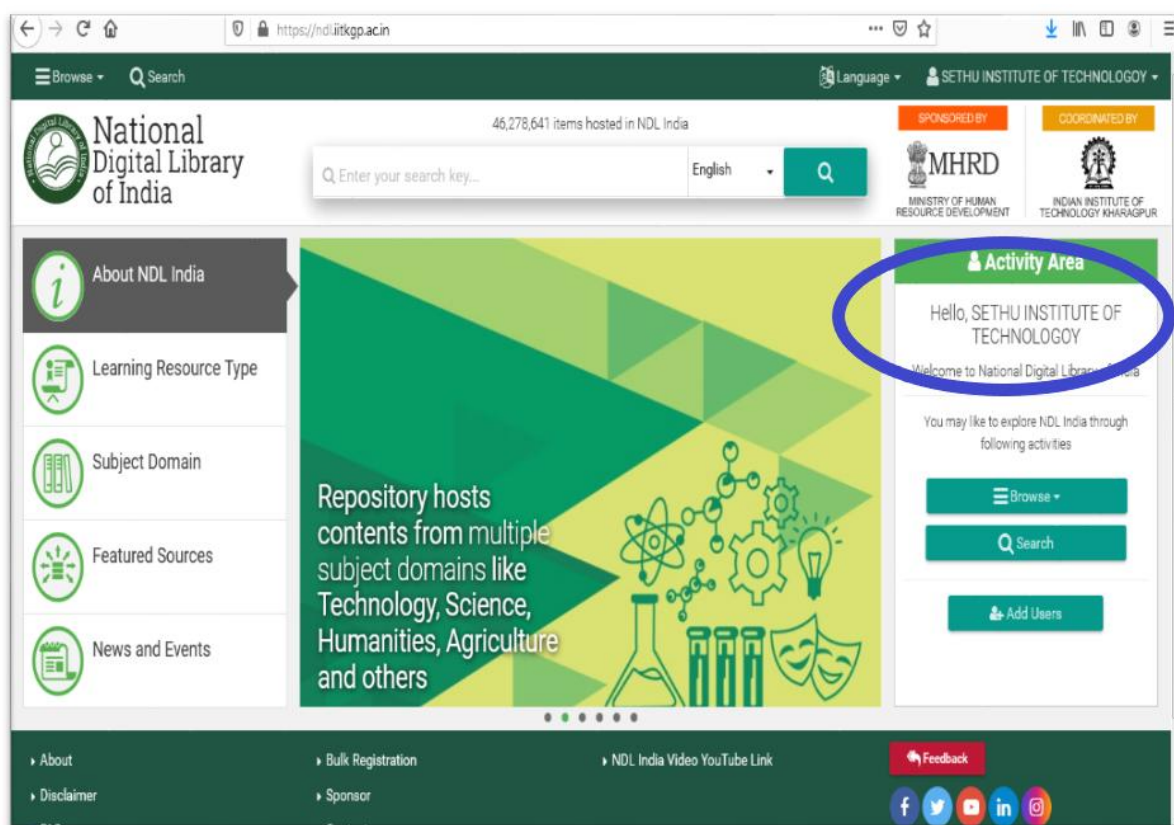 https://ndl.iitkgp.ac.in
Browse
Search
Language
SETHU INSTITUTE OF TECHNOLOGOY
National
Digital Library
of India
46,278,641 items hosted in NDL India
Enter your search key...
English
SPONSORED BY
MHRD
MINISTRY OF HUMAN
RESOURCE DEVELOPMENT
COORDINATED BY
INDIAN INSTITUTE OF
TECHNOLOGY KHARAGPUR
About NDL India
Learning Resource Type
Subject Domain
Featured Sources
News and Events
Repository hosts
contents from multiple
subject domains like
Technology, Science,
Humanities, Agriculture
and others
Activity Area
Hello, SETHU INSTITUTE OF
TECHNOLOGOY
Welcome to National Digital Library of India
You may like to explore NDL India through
following activities
Browse
Search
Add Users
About
Disclaimer
Bulk Registration
Sponsor
NDL India Video YouTube Link
Feedback